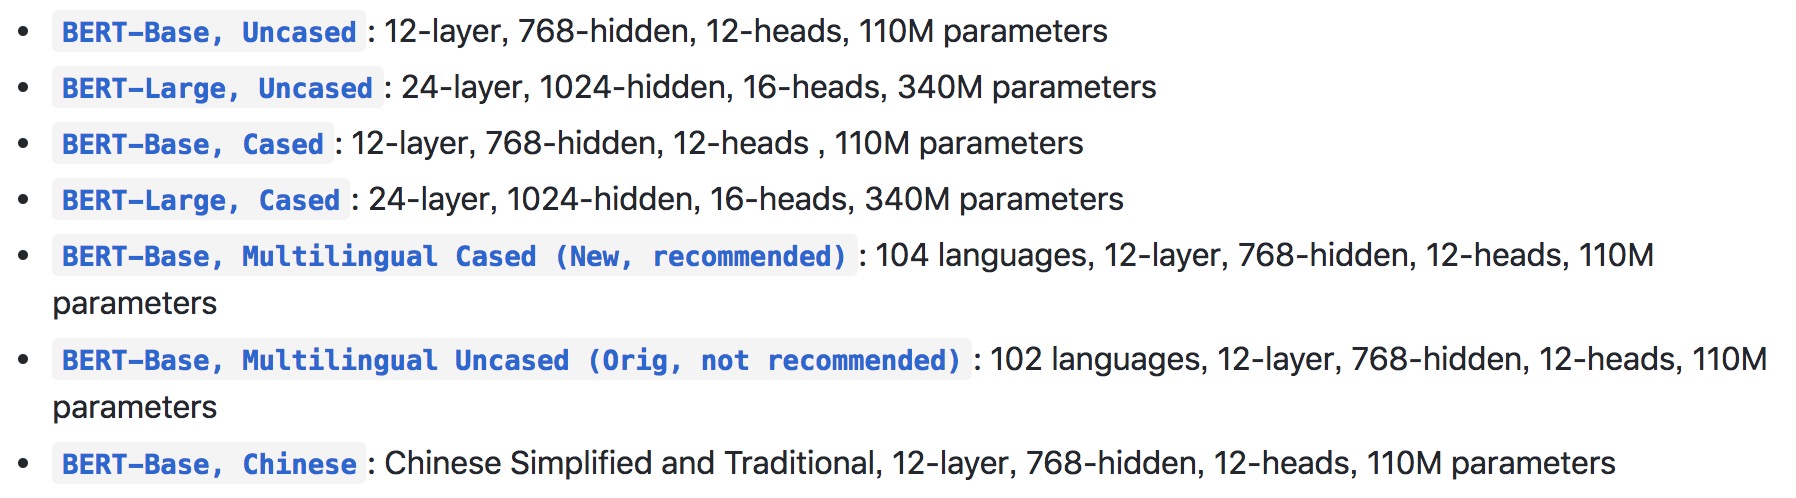 • BERT-Base, Uncased: 12-layer, 768-hidden, 12-heads, 110M parameters
• BERT-Large, Uncased: 24-layer, 1024-hidden, 16-heads, 340M parameters
• BERT-Base, Cased: 12-layer, 768-hidden, 12-heads , 110M parameters
• BERT-Large, Cased: 24-layer, 1024-hidden, 16-heads, 340M parameters
• BERT-Base, Multilingual Cased (New, recommended): 104 languages, 12-layer, 768-hidden, 12-heads, 110M
parameters
• BERT-Base, Multilingual Uncased (Orig, not recommended): 102 languages, 12-layer, 768-hidden, 12-heads, 110M
parameters
• BERT-Base, Chinese: Chinese Simplified and Traditional, 12-layer, 768-hidden, 12-heads, 110M parameters